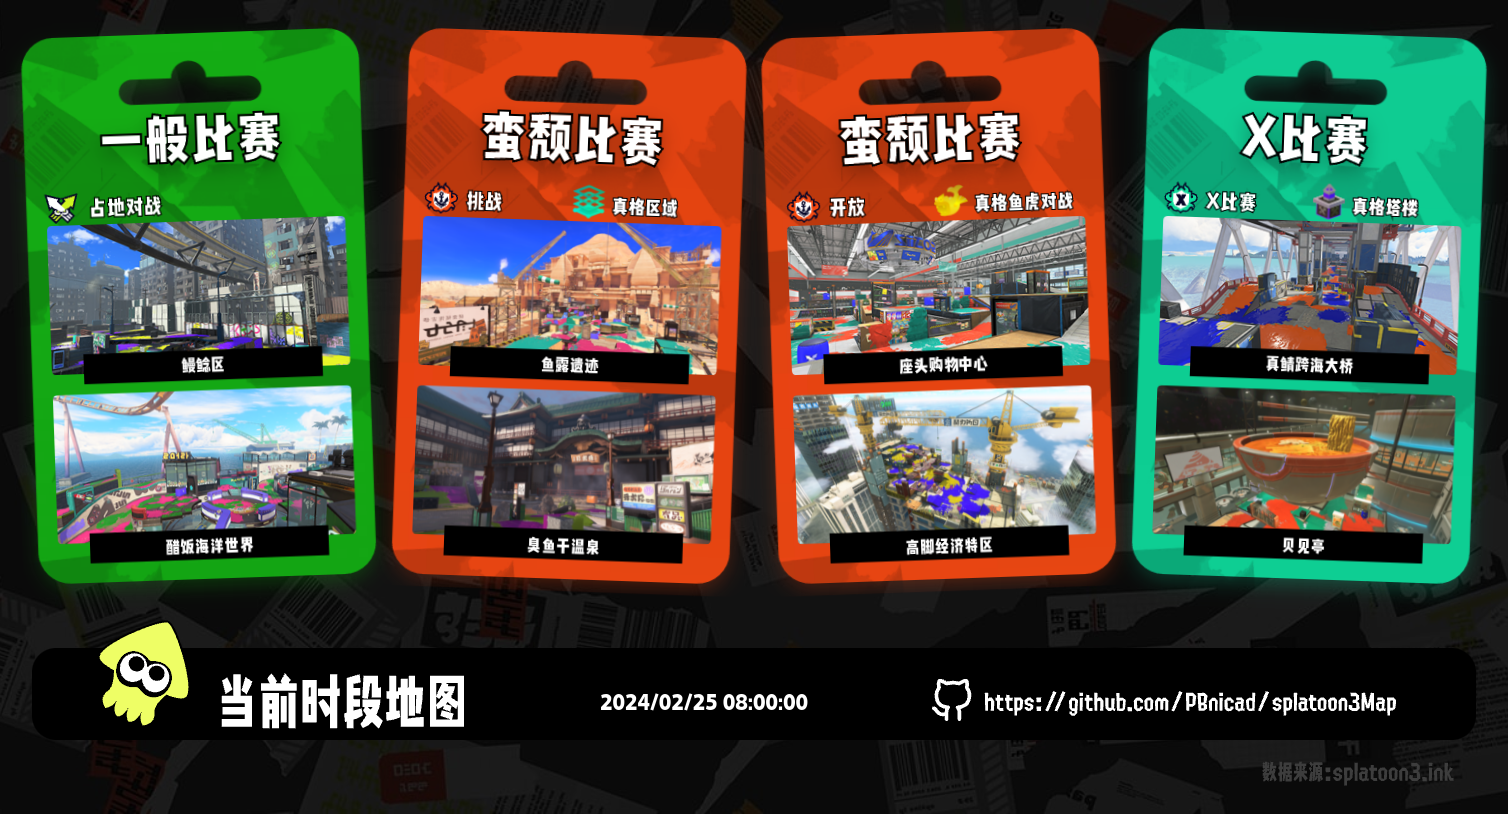 一般比赛
占地对战
鳗鲶区
醋饭海洋世界
蛮颓比赛
挑战
真格区域
鱼露遗迹
臭鱼干温泉
蛮颓比赛
开放
真格鱼虎对战
座头购物中心
高脚经济特区
X比赛
X比赛
真格塔楼
真鲭跨海大桥
贝见亭
当前时段地图
2024/02/25 08:00:00
https://github.com/PBnicad/splatoon3Map
数据来源:splatoon3.ink